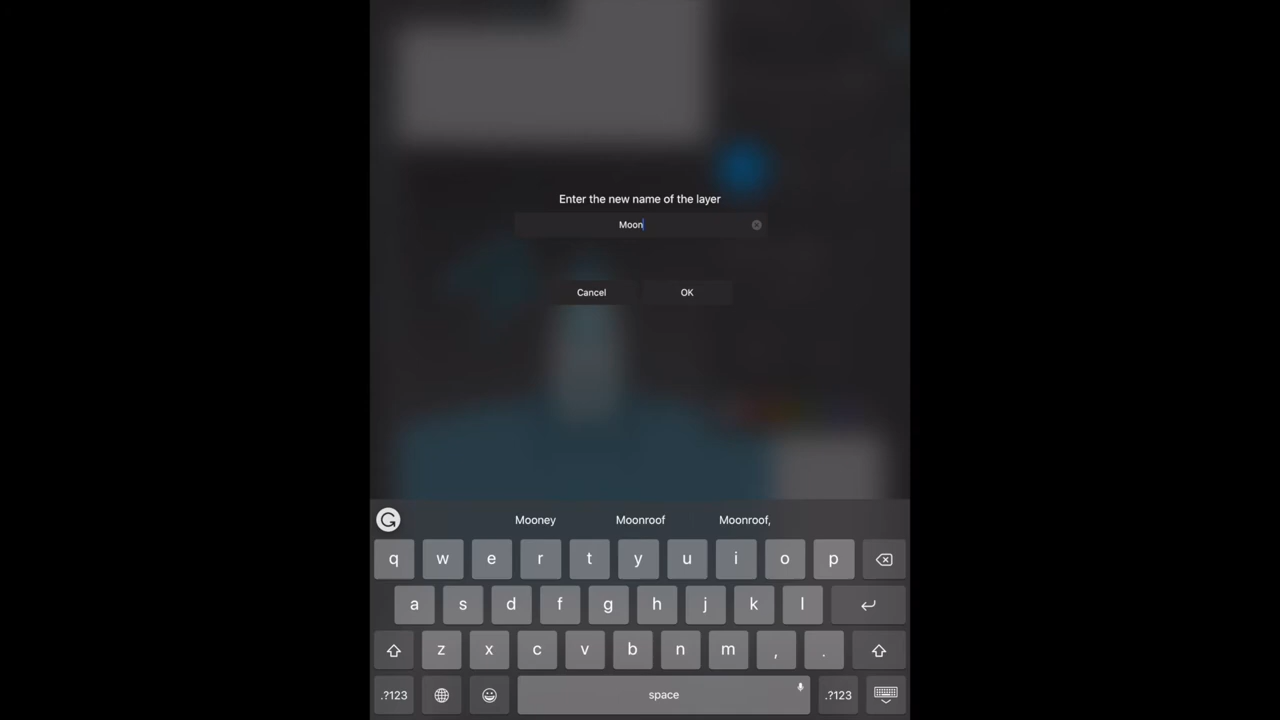 Enter the new name of the layer
Moon
Cancel OK
Mooney Moonroof Moonroof,
q w e r t y u i o p
a s d f g h j k l
z x c v b n m , .
.?123 space .?123